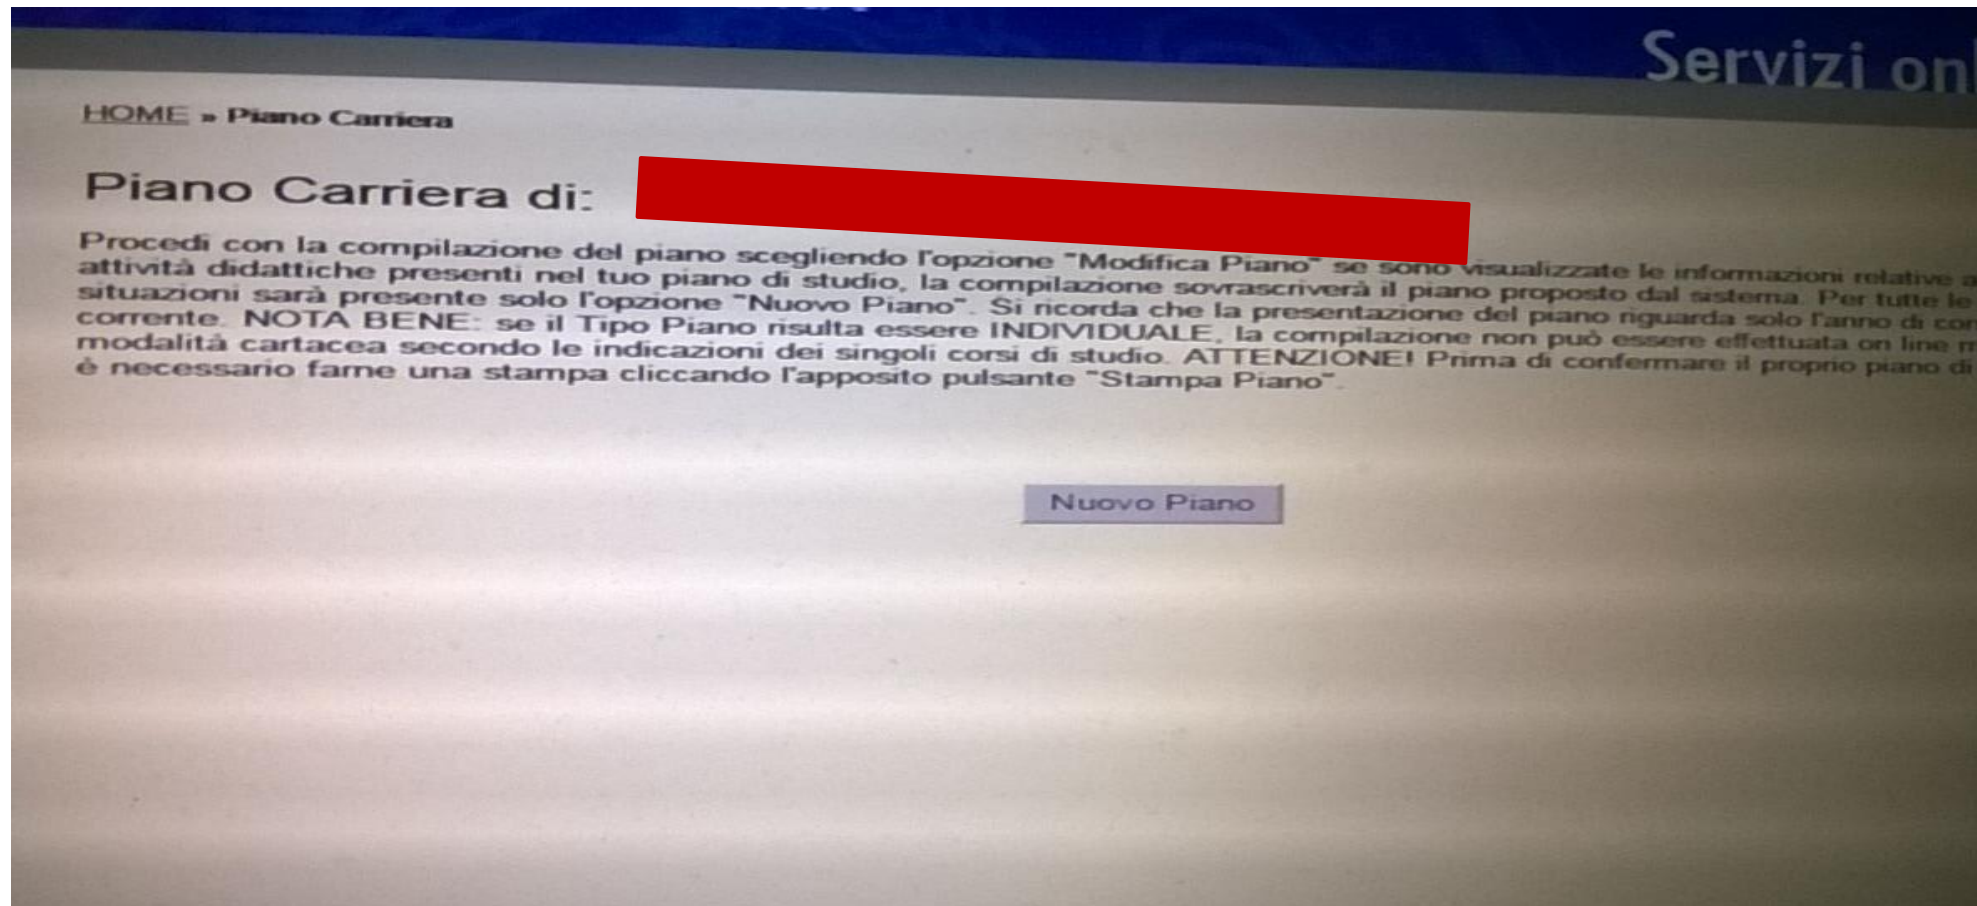 Servizi onl
HOME » Piano Carriera
Piano Carriera di:
Procedi con la compilazione del piano scegliendo l'opzione "Modifica Piano" se sono visualizzate le informazioni relative a
attività didattiche presenti nel tuo piano di studio, la compilazione sovrascriverà il piano proposto dal sistema. Per tutte le
situazioni sarà presente solo l'opzione "Nuovo Piano". Si ricorda che la presentazione del piano riguarda solo l'anno di cor
corrente. NOTA BENE: se il Tipo Piano risulta essere INDIVIDUALE, la compilazione non può essere effettuata on line m
modalità cartacea secondo le indicazioni dei singoli corsi di studio. ATTENZIONE! Prima di confermare il proprio piano di
è necessario farne una stampa cliccando l'apposito pulsante "Stampa Piano".
Nuovo Piano